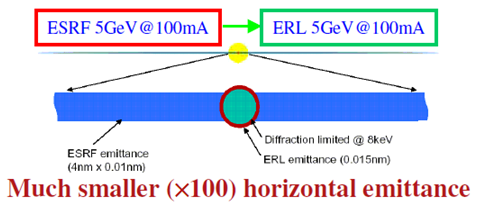 ESRF 5GeV@100mA
ERL 5GeV@100mA
Diffraction limited @ 8keV
ESRF emittance
(4nm x 0.01nm)
ERL emittance (0.015nm)
Much smaller (×100) horizontal emittance